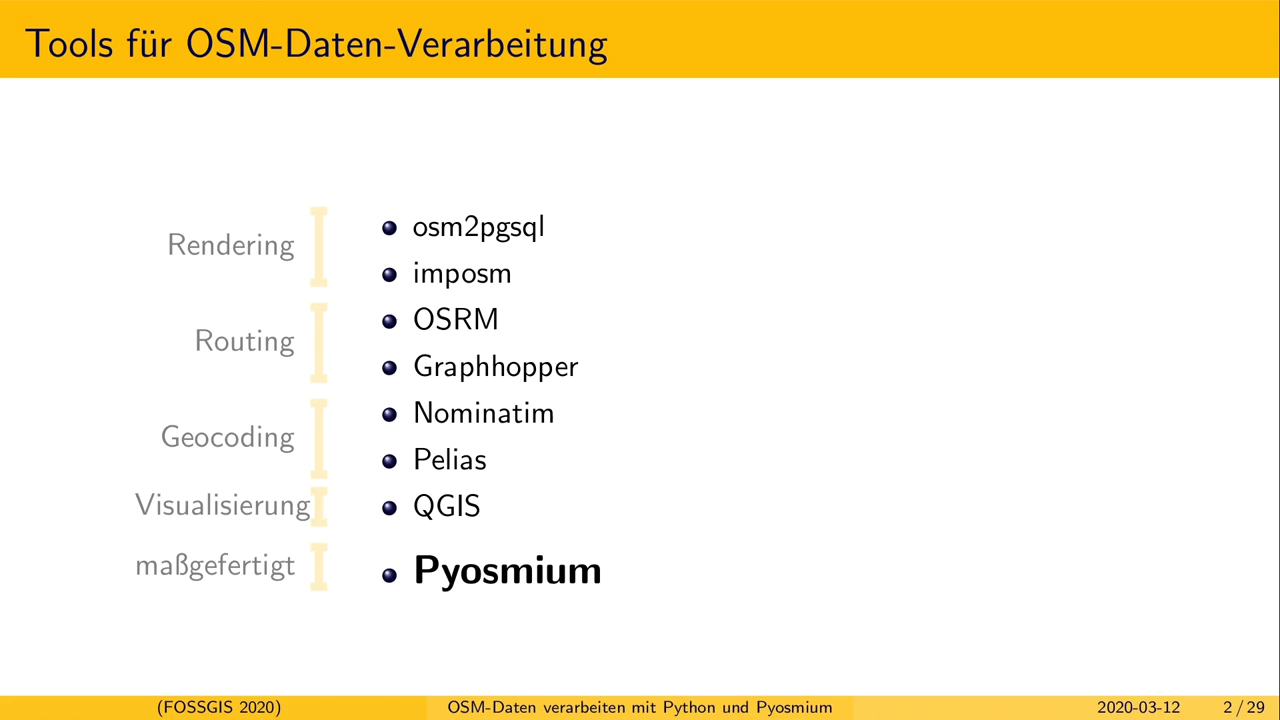 Tools für OSM-Daten-Verarbeitung
Rendering
osm2pgsql
imposm
Routing
OSRM
Graphhopper
Geocoding
Nominatim
Pelias
Visualisierung
QGIS
maßgefertigt
Pyosmium
(FOSSGIS 2020)
OSM-Daten verarbeiten mit Python und Pyosmium
2020-03-12
2 / 29